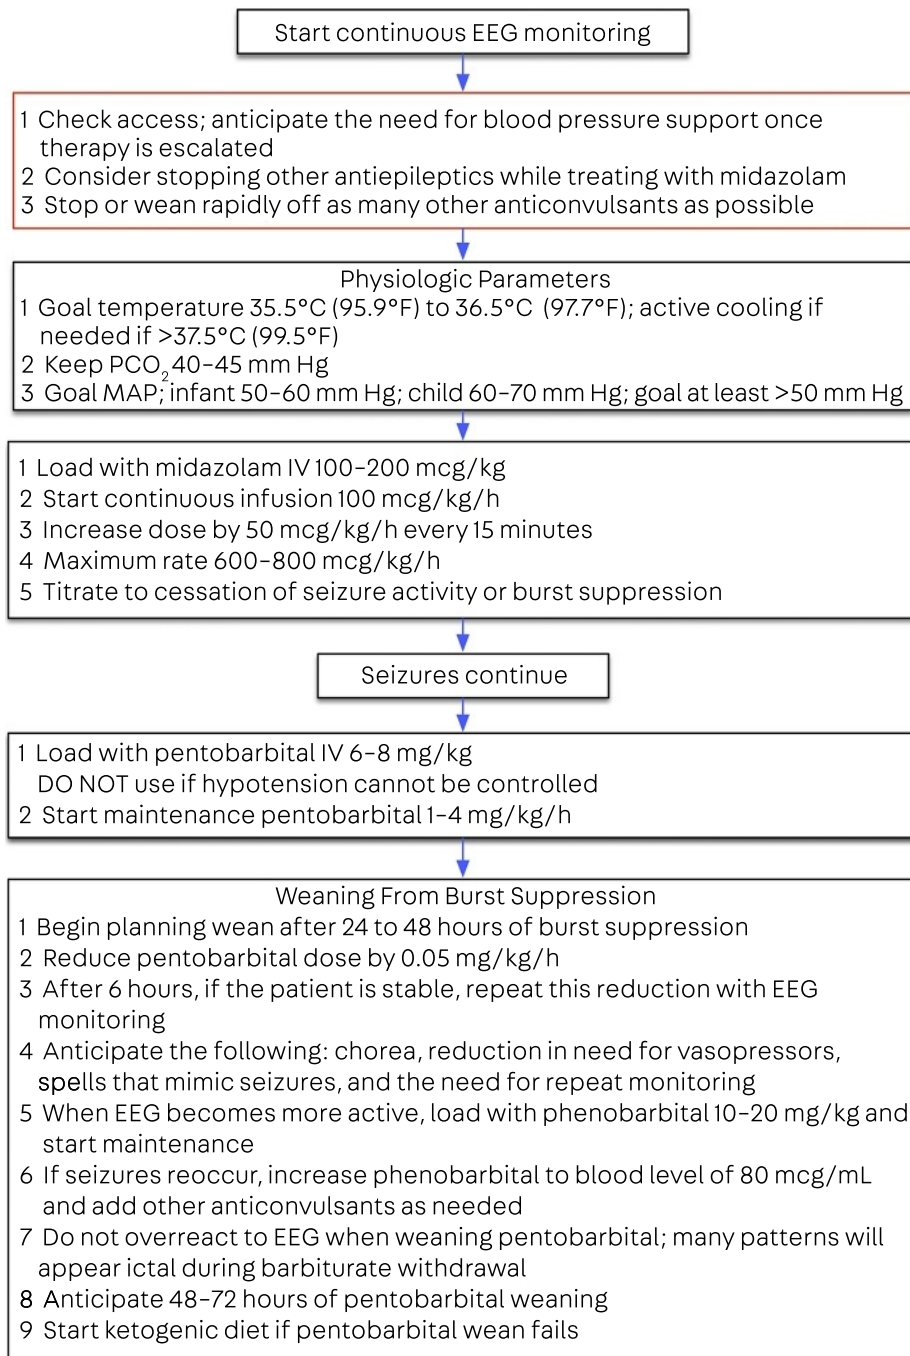 Start continuous EEG monitoring
1 Check access; anticipate the need for blood pressure support once
therapy is escalated
2 Consider stopping other antiepileptics while treating with midazolam
3 Stop or wean rapidly off as many other anticonvulsants as possible
Physiologic Parameters
1 Goal temperature 35.5°C (95.9°F) to 36.5°C (97.7°F); active cooling if
needed if >37.5°C (99.5°F)
2 Keep PCO₂ 40–45 mm Hg
3 Goal MAP; infant 50–60 mm Hg; child 60–70 mm Hg; goal at least >50 mm Hg
1 Load with midazolam IV 100–200 mcg/kg
2 Start continuous infusion 100 mcg/kg/h
3 Increase dose by 50 mcg/kg/h every 15 minutes
4 Maximum rate 600–800 mcg/kg/h
5 Titrate to cessation of seizure activity or burst suppression
Seizures continue
1 Load with pentobarbital IV 6–8 mg/kg
DO NOT use if hypotension cannot be controlled
2 Start maintenance pentobarbital 1–4 mg/kg/h
Weaning From Burst Suppression
1 Begin planning wean after 24 to 48 hours of burst suppression
2 Reduce pentobarbital dose by 0.05 mg/kg/h
3 After 6 hours, if the patient is stable, repeat this reduction with EEG
monitoring
4 Anticipate the following: chorea, reduction in need for vasopressors,
spells that mimic seizures, and the need for repeat monitoring
5 When EEG becomes more active, load with phenobarbital 10–20 mg/kg and
start maintenance
6 If seizures reoccur, increase phenobarbital to blood level of 80 mcg/mL
and add other anticonvulsants as needed
7 Do not overreact to EEG when weaning pentobarbital; many patterns will
appear ictal during barbiturate withdrawal
8 Anticipate 48–72 hours of pentobarbital weaning
9 Start ketogenic diet if pentobarbital wean fails